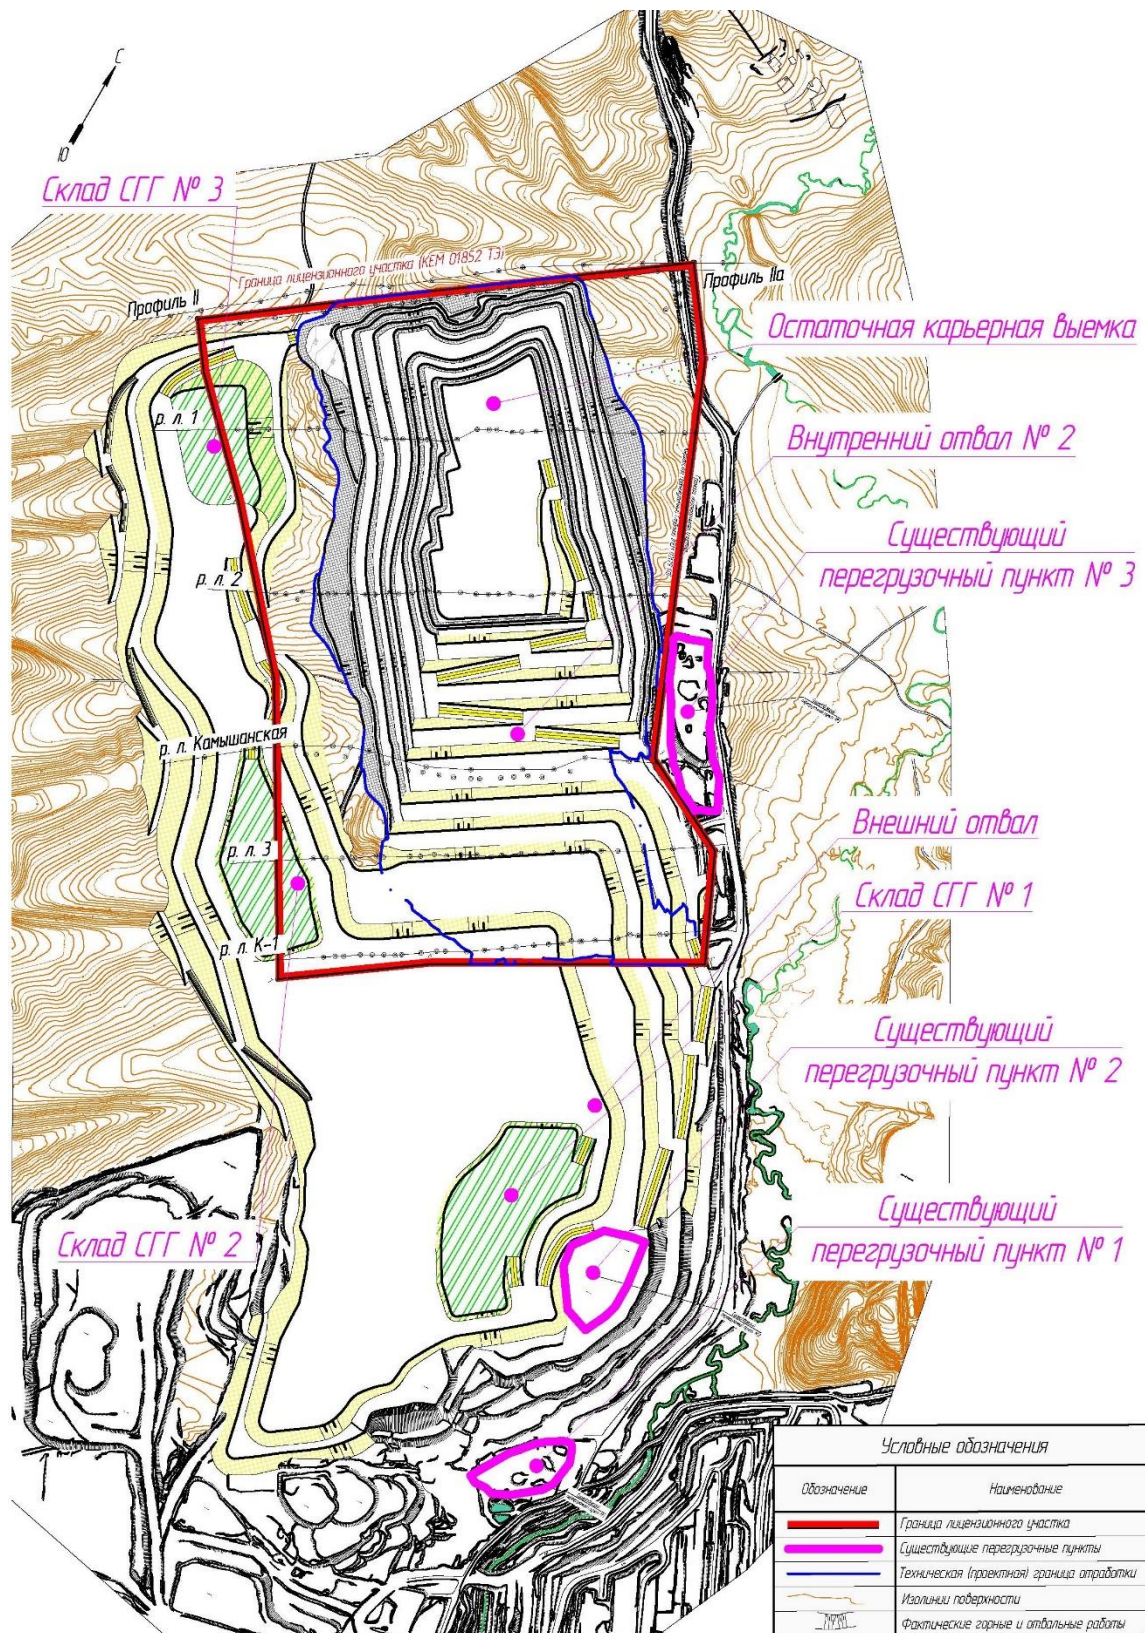 С
Ю
Склад СГГ № 3
Граница лицензионного участка (КЕМ 01852 ТЭ)
Профиль II
Профиль IIа
Остаточная карьерная выемка
р. л. 1
Внутренний отвал № 2
Существующий
перегрузочный пункт № 3
р. л. 2
р. л. Камышанская
Внешний отвал
р. л. 3
Склад СГГ № 1
р. л. К-1
Существующий
перегрузочный пункт № 2
Существующий
перегрузочный пункт № 1
Склад СГГ № 2
Условные обозначения
Обозначение
Наименование
Граница лицензионного участка
Существующие перегрузочные пункты
Техническая (проектная) граница отработки
Изолинии поверхности
Фактические горные и отвальные работы